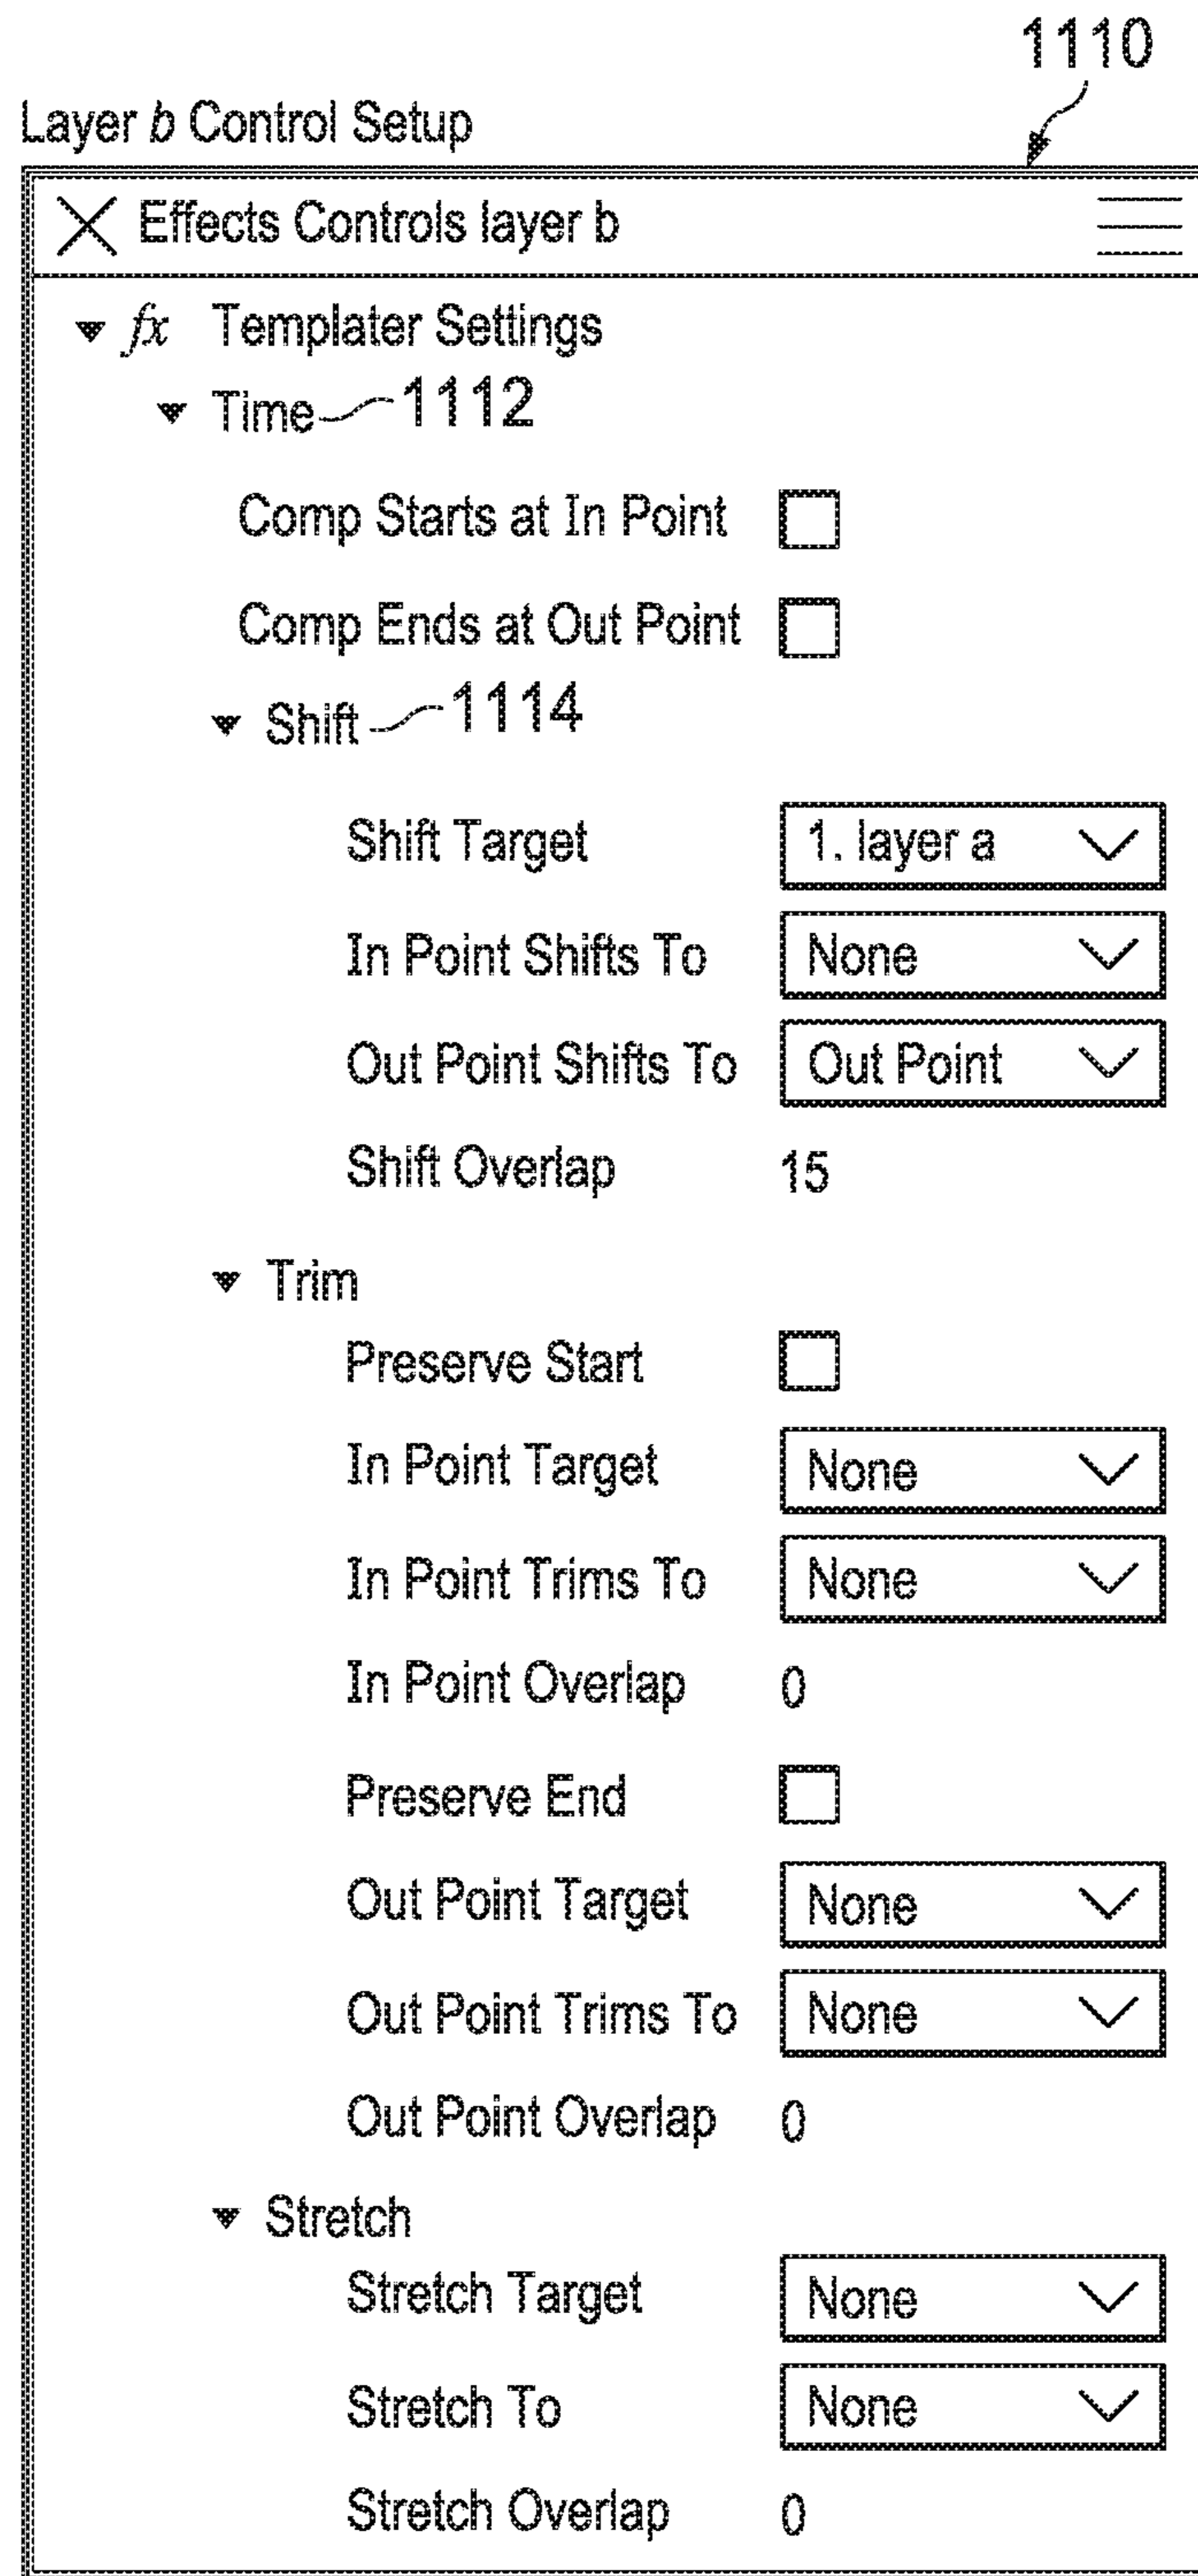 1110
Layer b Control Setup
Effects Controls layer b
fx Templater Settings
Time 1112
Comp Starts at In Point
Comp Ends at Out Point
Shift 1114
Shift Target 1. layer a
In Point Shifts To None
Out Point Shifts To Out Point
Shift Overlap 15
Trim
Preserve Start
In Point Target None
In Point Trims To None
In Point Overlap 0
Preserve End
Out Point Target None
Out Point Trims To None
Out Point Overlap 0
Stretch
Stretch Target None
Stretch To None
Stretch Overlap 0